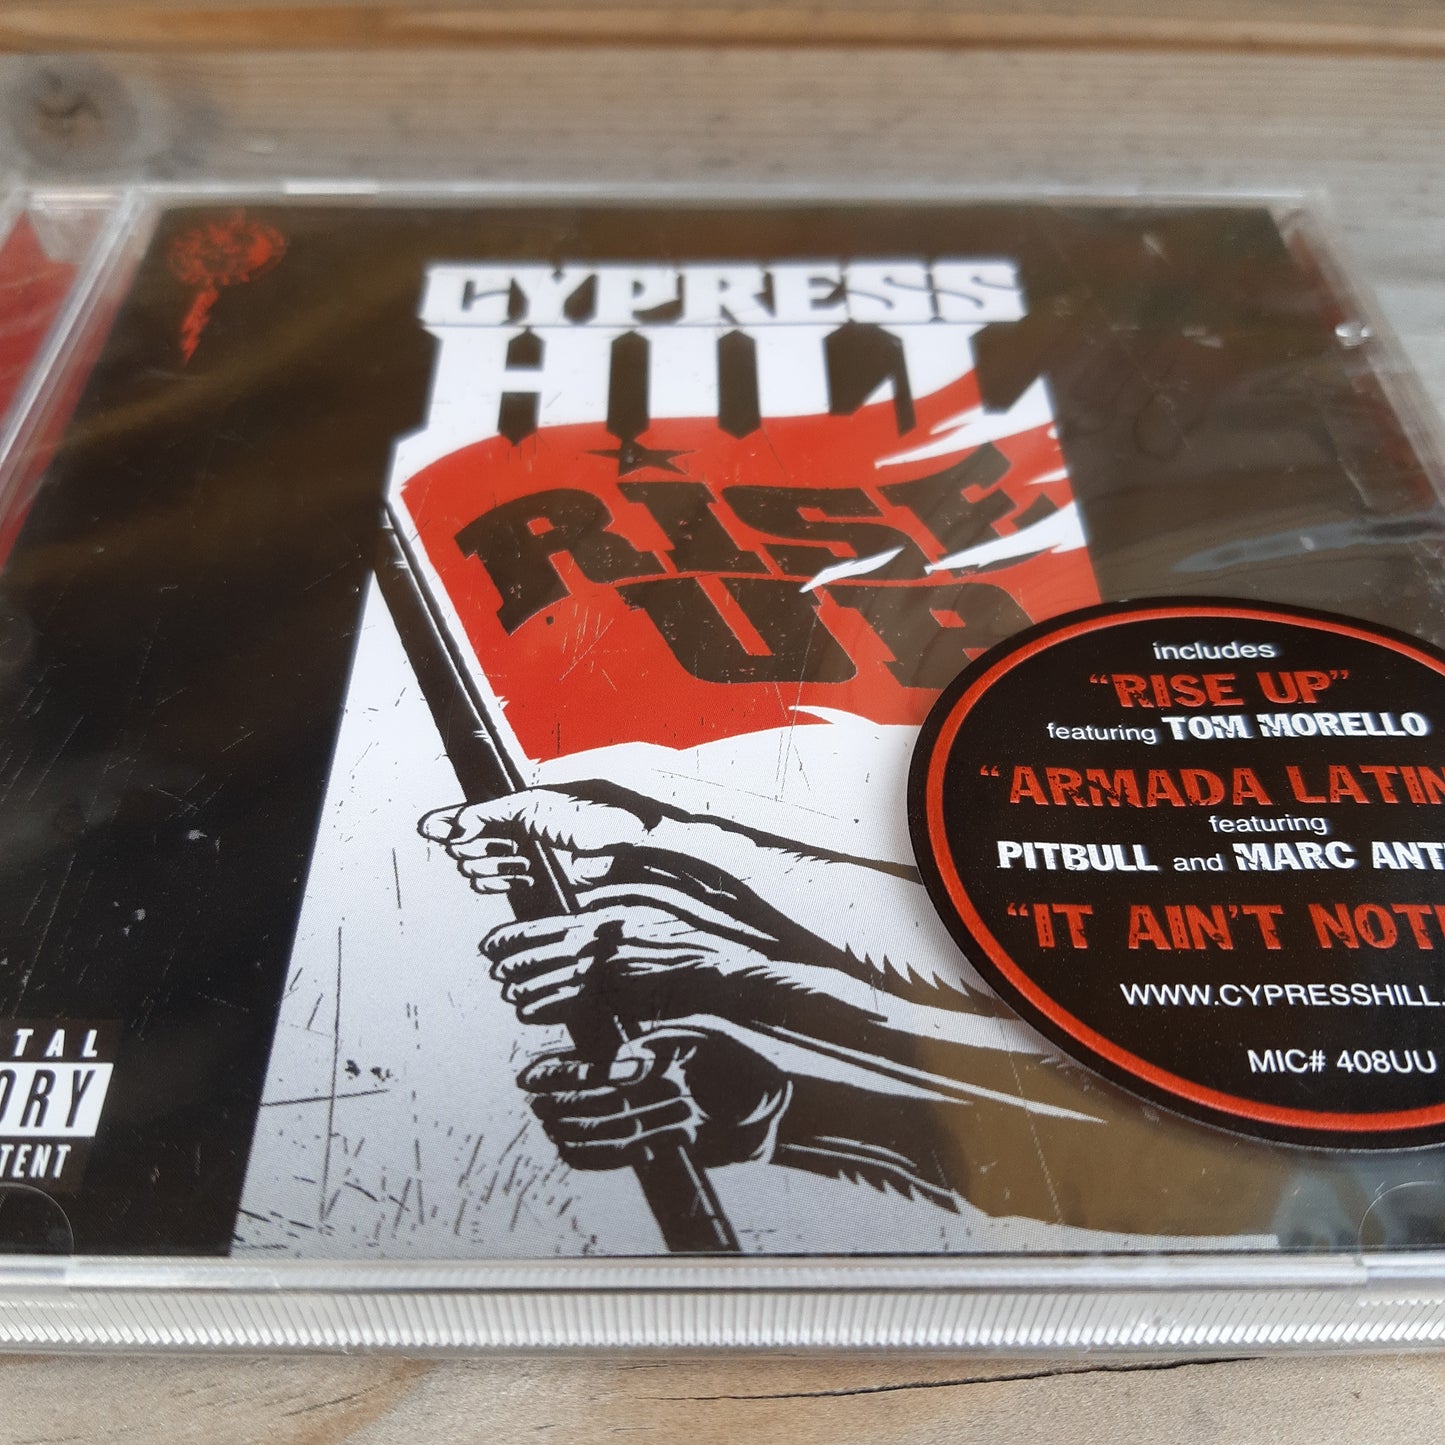 CYPRESS
HILL
RISE
UP
includes
"RISE UP"
featuring TOM MORELLO
"ARMADA LATIN
featuring
PITBULL and MARC ANT
"IT AIN'T NOT
WWW.CYPRESSHILL.
MIC# 408UU
TAL
ORY
TENT